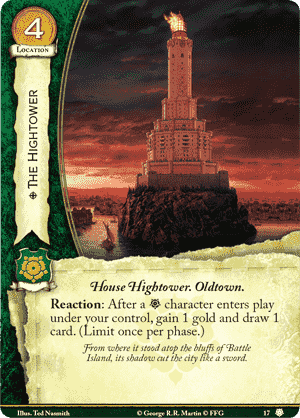 4
LOCATION
THE HIGHTOWER
House Hightower. Oldtown.
Reaction: After a character enters play
under your control, gain 1 gold and draw 1
card. (Limit once per phase.)
From where it stood atop the bluffs of Battle
Island, its shadow cut the city like a sword.
Illus. Ted Nasmith
© George R.R. Martin © FFG
17